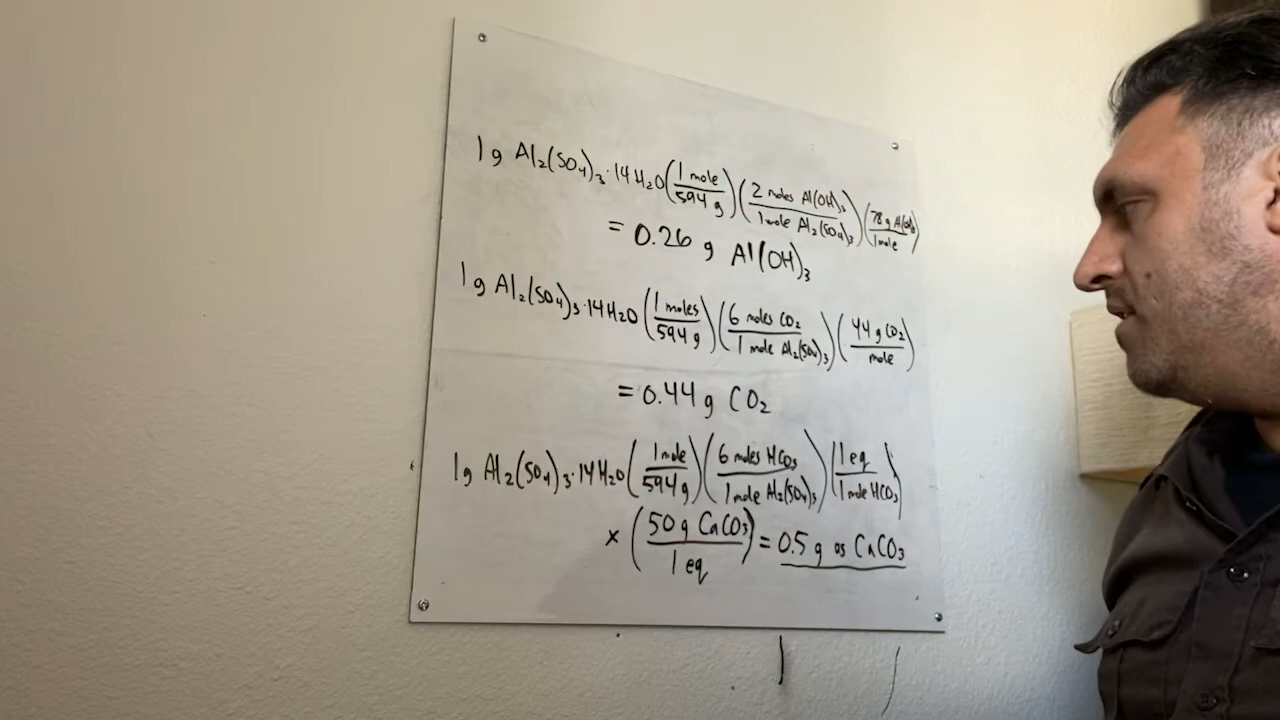 1 g Al₂(SO₄)₃·14H₂O (1 mole / 594 g) (2 moles Al(OH)₃ / 1 mole Al₂(SO₄)₃) (78 g Al(OH)₃ / 1 mole)
= 0.26 g Al(OH)₃
1 g Al₂(SO₄)₃·14H₂O (1 moles / 594 g) (6 moles CO₂ / 1 mole Al₂(SO₄)₃) (44 g CO₂ / mole)
= 0.44 g CO₂
1 g Al₂(SO₄)₃·14H₂O (1 mole / 594 g) (6 moles HCO₃ / 1 mole Al₂(SO₄)₃) (1 eq / 1 mole HCO₃)
× (50 g CaCO₃ / 1 eq) = 0.5 g as CaCO₃